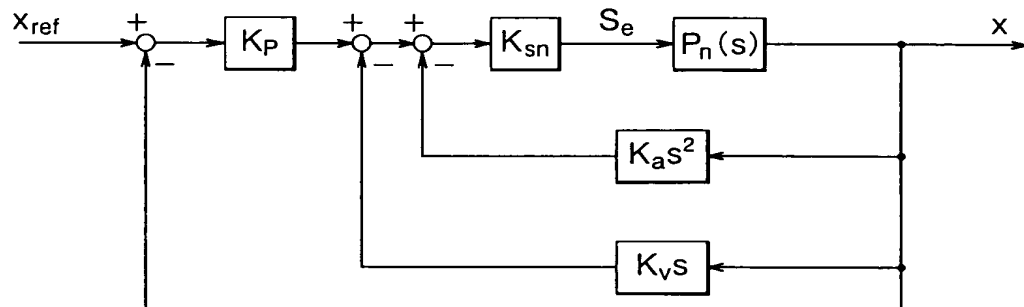 x_ref + − K_P + − + − K_sn S_e P_n(s) x
K_a s²
K_v s